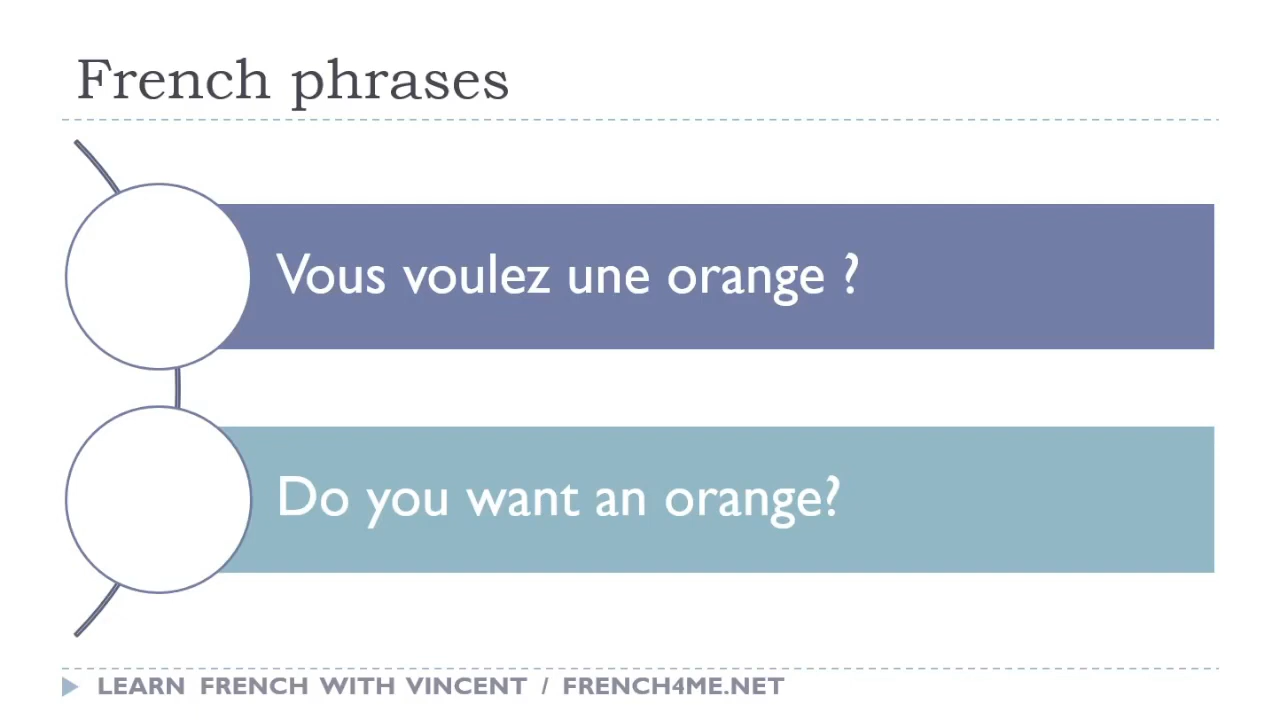 French phrases
Vous voulez une orange ?
Do you want an orange?
LEARN FRENCH WITH VINCENT / FRENCH4ME.NET